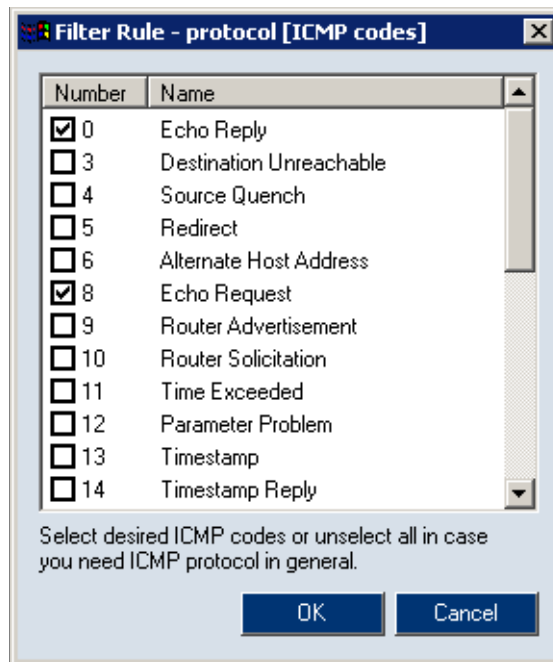 Filter Rule - protocol [ICMP codes]
Number Name
0 Echo Reply
3 Destination Unreachable
4 Source Quench
5 Redirect
6 Alternate Host Address
8 Echo Request
9 Router Advertisement
10 Router Solicitation
11 Time Exceeded
12 Parameter Problem
13 Timestamp
14 Timestamp Reply
Select desired ICMP codes or unselect all in case
you need ICMP protocol in general.
OK Cancel